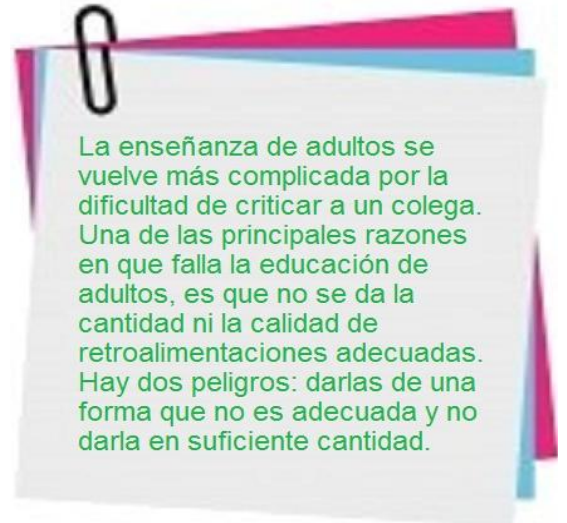 La enseñanza de adultos se
vuelve más complicada por la
dificultad de criticar a un colega.
Una de las principales razones
en que falla la educación de
adultos, es que no se da la
cantidad ni la calidad de
retroalimentaciones adecuadas.
Hay dos peligros: darlas de una
forma que no es adecuada y no
darla en suficiente cantidad.